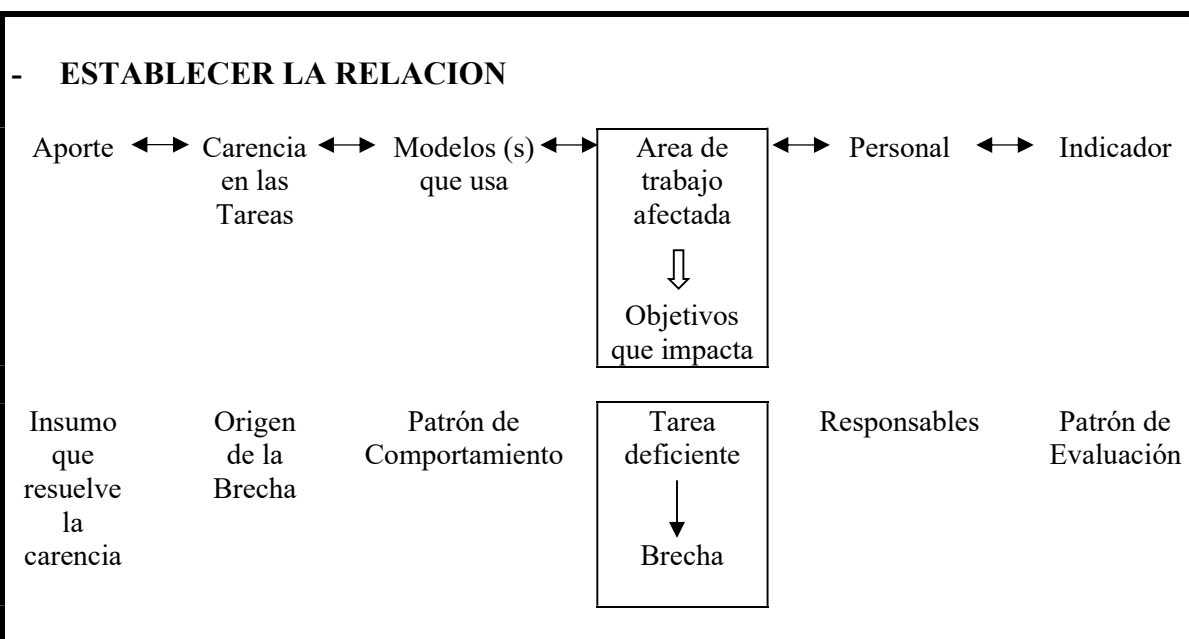 - ESTABLECER LA RELACION
Aporte Carencia Modelos (s) Area de Personal Indicador
en las que usa trabajo
Tareas afectada
Objetivos
que impacta
Insumo Origen Patrón de Tarea Responsables Patrón de
que de la Comportamiento deficiente Evaluación
resuelve Brecha
la
carencia Brecha